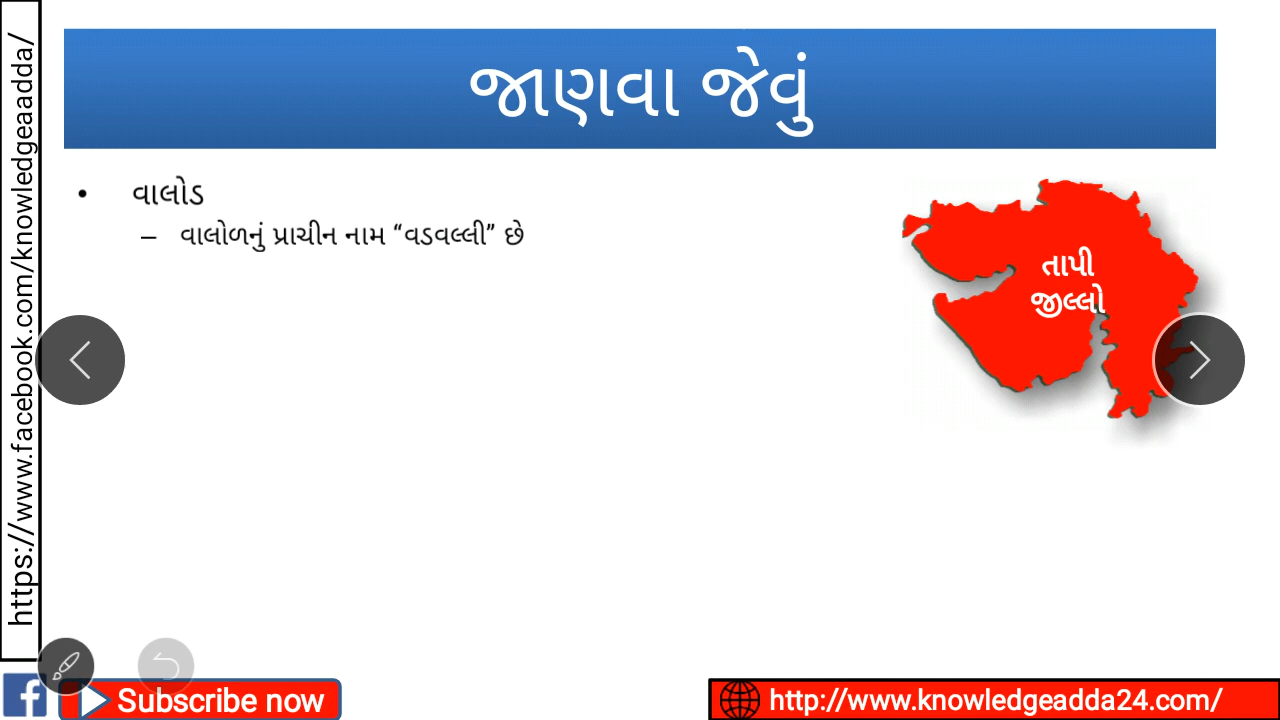 જાણવા જેવું
• વાલોડ
– વાલોળનું પ્રાચીન નામ “વડવલ્લી” છે
તાપી
જીલ્લો
https://www.facebook.com/knowledgeaadda/
Subscribe now
http://www.knowledgeadda24.com/